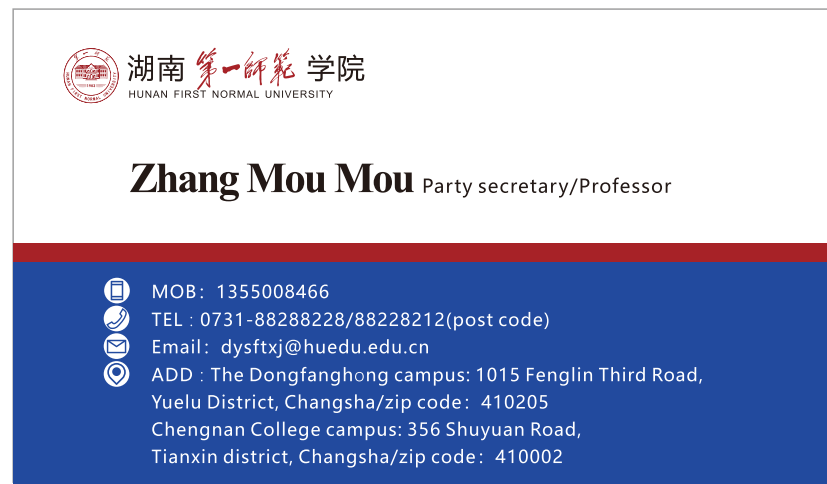 湖南第一师范学院
HUNAN FIRST NORMAL UNIVERSITY
Zhang Mou Mou Party secretary/Professor
MOB：1355008466
TEL：0731-88288228/88228212(post code)
Email：dysftxj@huedu.edu.cn
ADD：The Dongfanghong campus: 1015 Fenglin Third Road,
Yuelu District, Changsha/zip code：410205
Chengnan College campus: 356 Shuyuan Road,
Tianxin district, Changsha/zip code：410002